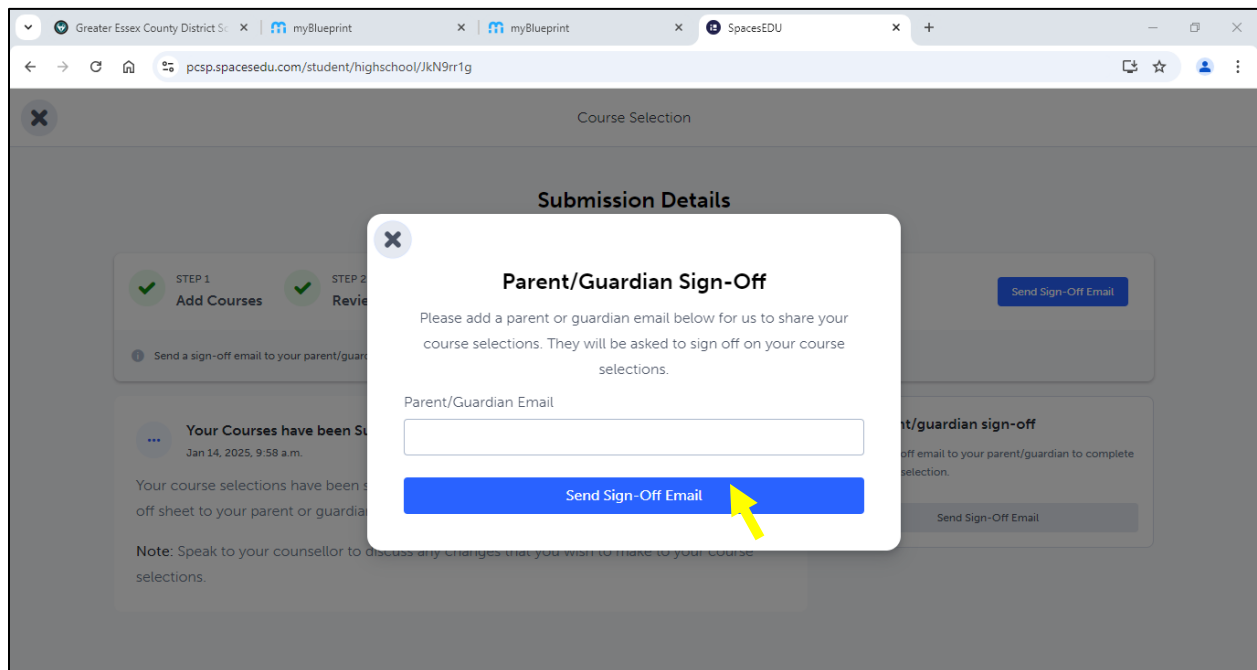 Greater Essex County District Sc
myBlueprint
myBlueprint
SpacesEDU
pcsp.spacesedu.com/student/highschool/JkN9rr1g
Course Selection
Submission Details
STEP 1
Add Courses
STEP 2
Revie
Send Sign-Off Email
Send a sign-off email to your parent/guard
Parent/Guardian Sign-Off
Please add a parent or guardian email below for us to share your
course selections. They will be asked to sign off on your course
selections.
Parent/Guardian Email
Send Sign-Off Email
Your Courses have been Su
Jan 14, 2025, 9:58 a.m.
Your course selections have been s
off sheet to your parent or guardia
Note: Speak to your counsellor to discuss any changes that you wish to make to your course
selections.
nt/guardian sign-off
off email to your parent/guardian to complete
selection.
Send Sign-Off Email